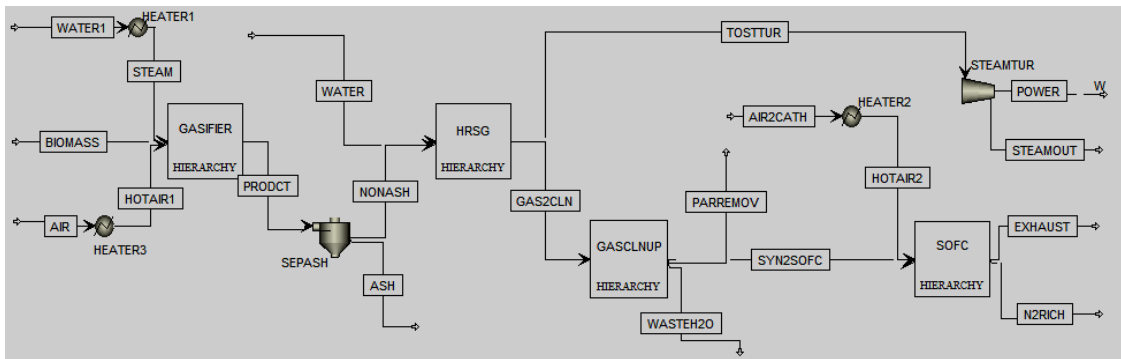 WATER1
HEATER1
STEAM
BIOMASS
GASIFIER
HIERARCHY
HOTAIR1
AIR
HEATER3
PRODCT
SEPASH
ASH
WATER
NONASH
HRSG
HIERARCHY
TOSTTUR
GAS2CLN
GASCLNUP
HIERARCHY
PARREMOV
WASTEH2O
SYN2SOFC
AIR2CATH
HEATER2
HOTAIR2
STEAMTUR
POWER
W
STEAMOUT
SOFC
HIERARCHY
EXHAUST
N2RICH